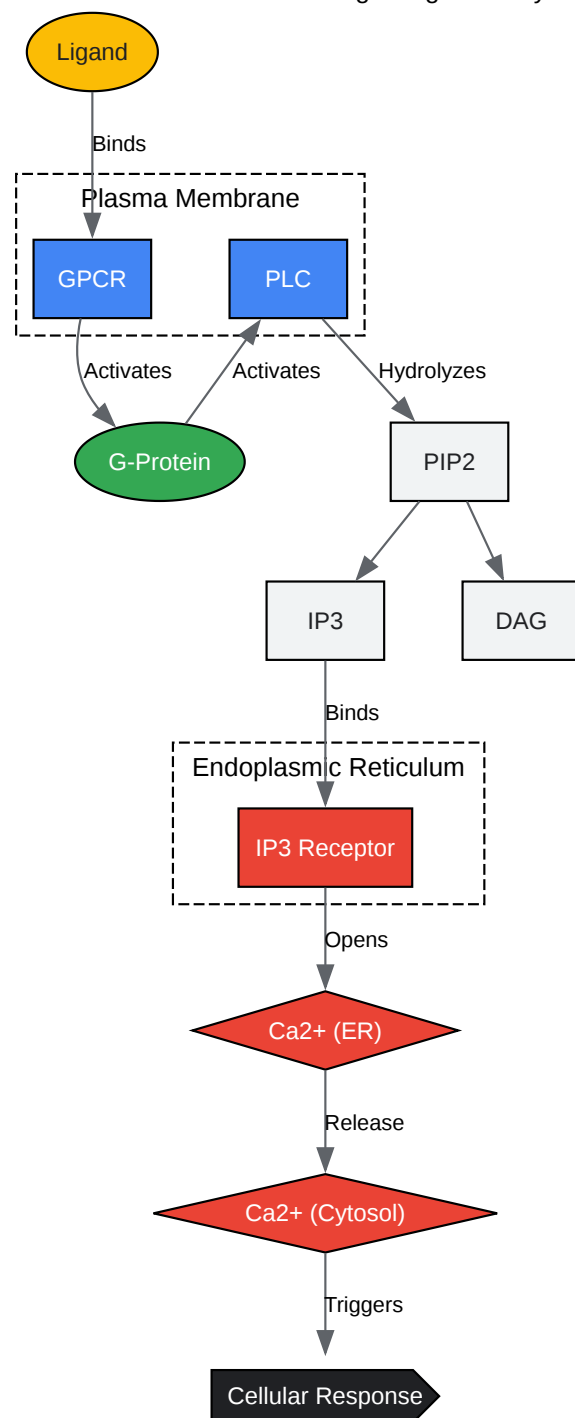 Ligand
Binds
Plasma Membrane
GPCR
PLC
Activates
Activates
Hydrolyzes
G-Protein
PIP2
IP3
DAG
Binds
Endoplasmic Reticulum
IP3 Receptor
Opens
Ca2+ (ER)
Release
Ca2+ (Cytosol)
Triggers
Cellular Response